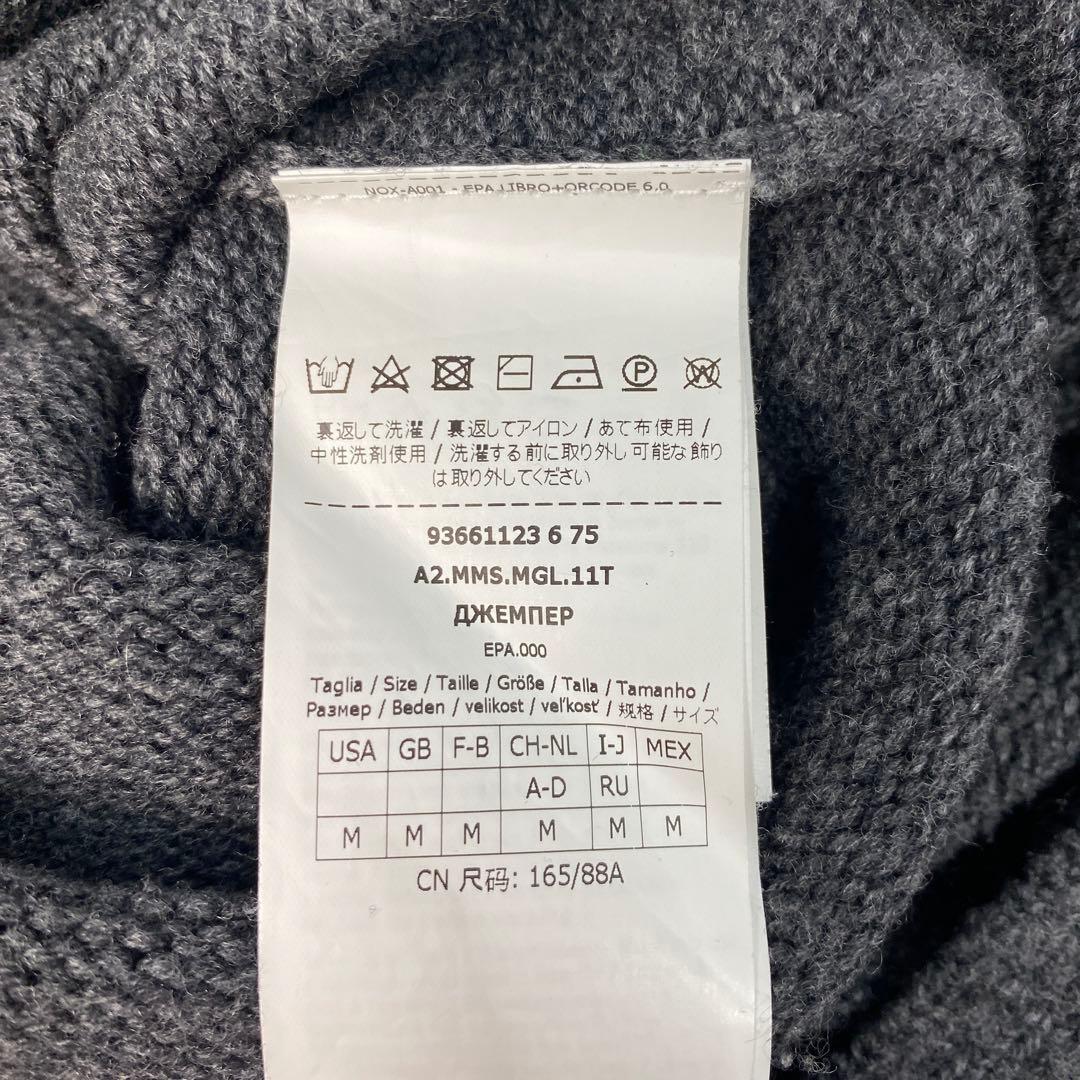 NOX-A001 - EPA LIBRO+QRCODE 6.0
裏返して洗濯 / 裏返してアイロン / あて布使用 /
中性洗剤使用 / 洗濯する前に取り外し可能な飾り
は取り外してください
93661123 6 75
A2.MMS.MGL.11T
ДЖЕМПЕР
EPA.000
Taglia / Size / Taille / Größe / Talla / Tamanho /
Размер / Beden / velikost / veľkosť / 规格 / サイズ
USA GB F-B CH-NL I-J MEX
A-D RU
M M M M M M
CN 尺码: 165/88A